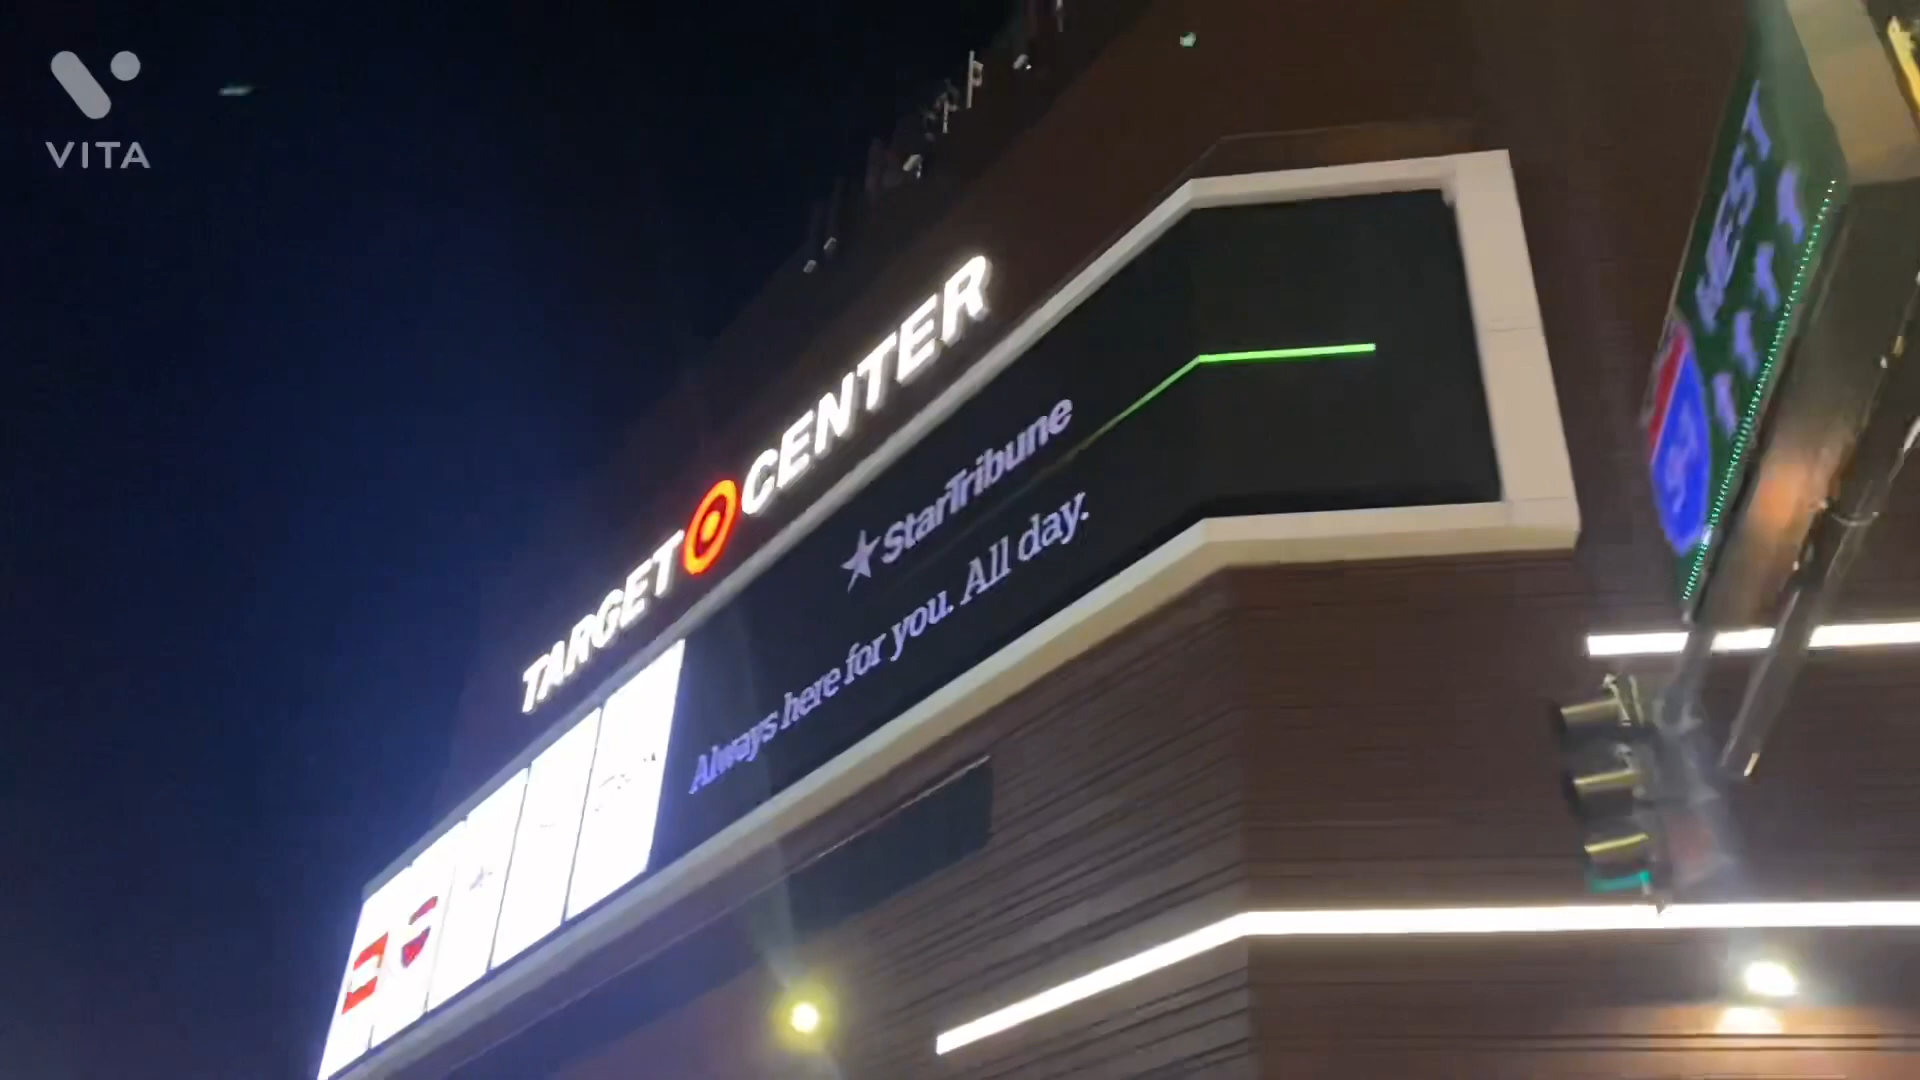 VITA
TARGET CENTER
StarTribune
Always here for you. All day.
WEST